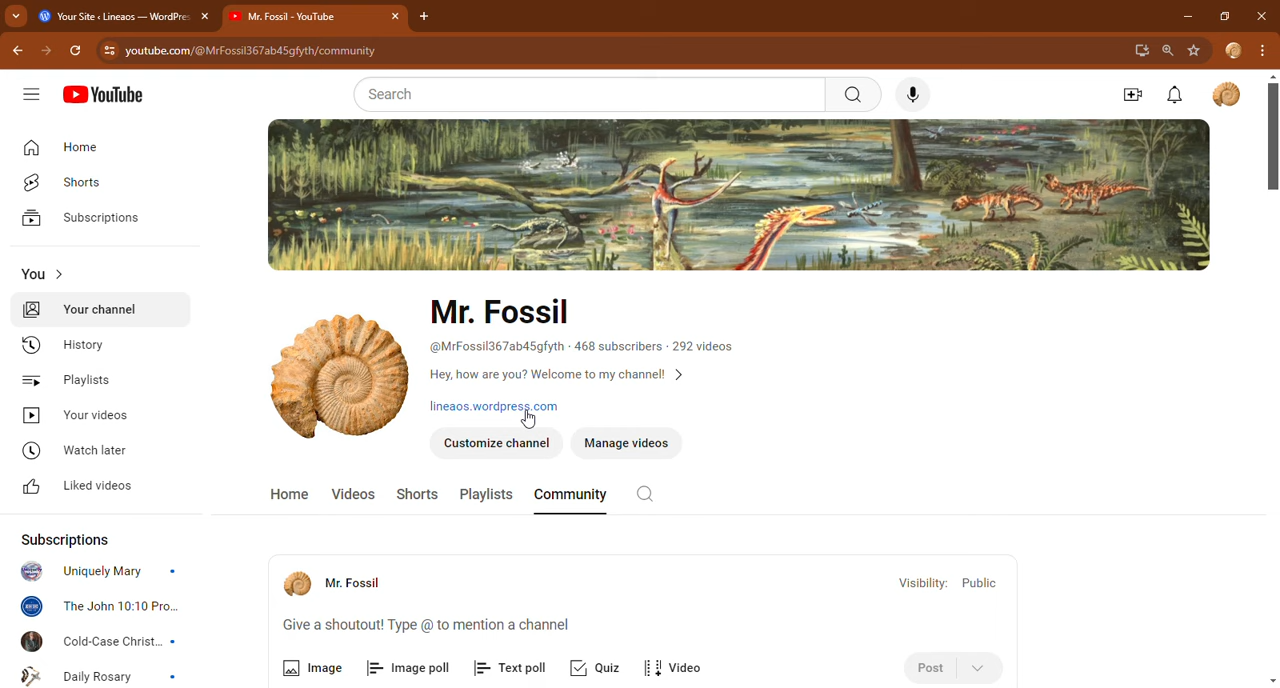 Your Site ‹ Lineaos — WordPres
Mr. Fossil - YouTube
youtube.com/@MrFossil367ab45gfyth/community
YouTube
Search
Home
Shorts
Subscriptions
You
Your channel
History
Playlists
Your videos
Watch later
Liked videos
Subscriptions
Uniquely Mary
The John 10:10 Pro...
Cold-Case Christ...
Daily Rosary
Mr. Fossil
@MrFossil367ab45gfyth · 468 subscribers · 292 videos
Hey, how are you? Welcome to my channel!
lineaos.wordpress.com
Customize channel Manage videos
Home Videos Shorts Playlists Community
Mr. Fossil Visibility: Public
Give a shoutout! Type @ to mention a channel
Image Image poll Text poll Quiz Video Post